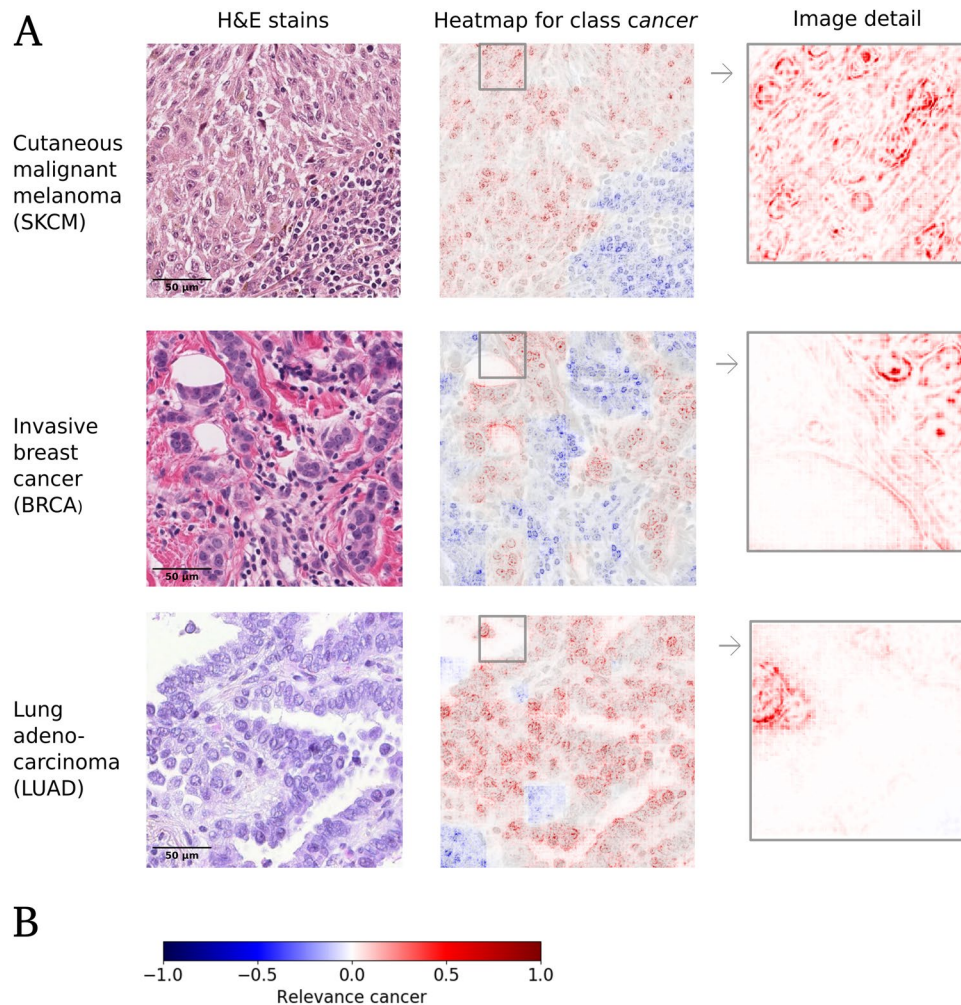 A
H&E stains
Heatmap for class cancer
Image detail
Cutaneous
malignant
melanoma
(SKCM)
50 µm
Invasive
breast
cancer
(BRCA)
50 µm
Lung
adeno-
carcinoma
(LUAD)
50 µm
B
−1.0 −0.5 0.0 0.5 1.0
Relevance cancer